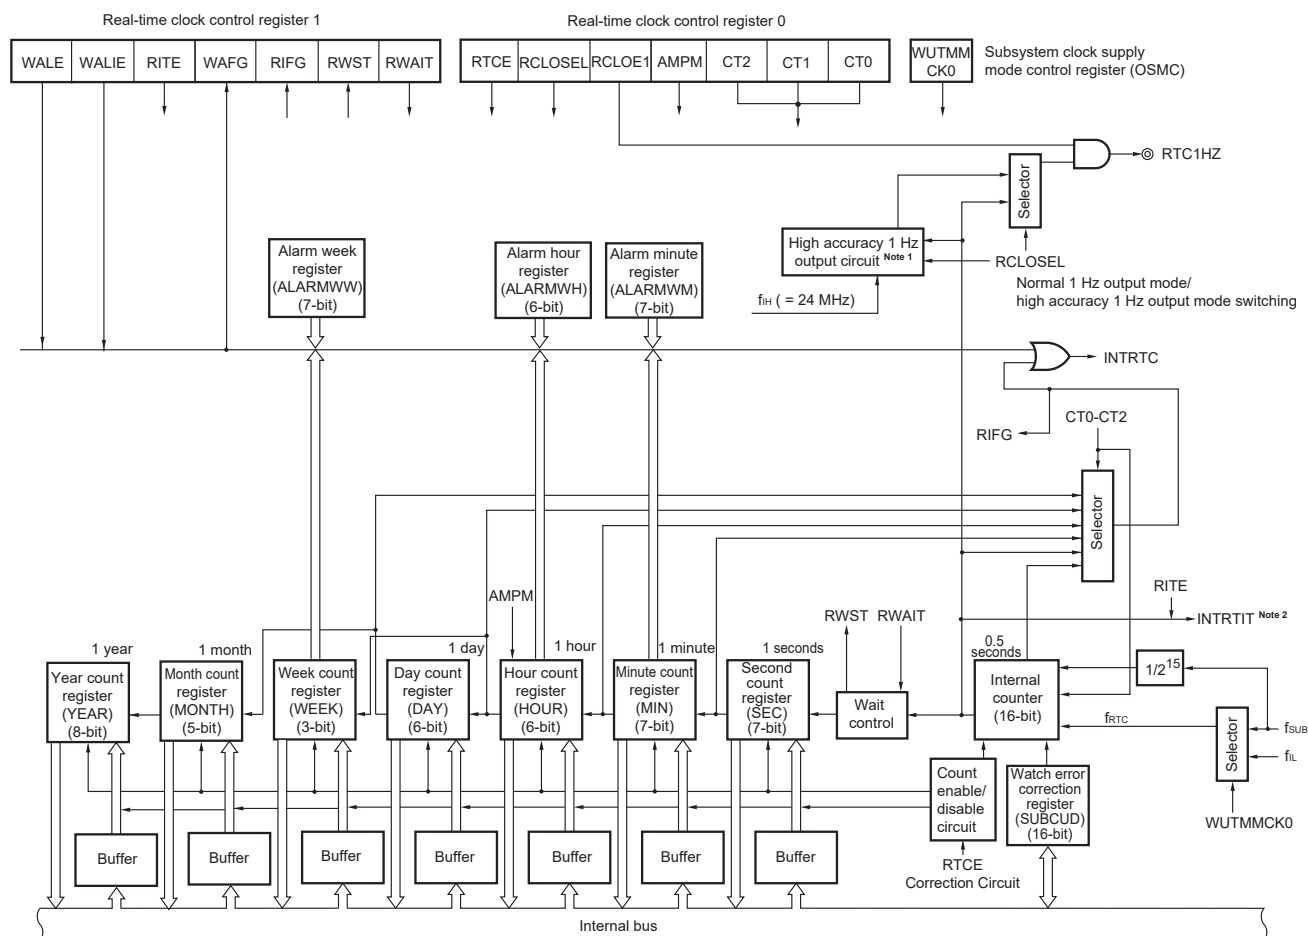 Real-time clock control register 1
Real-time clock control register 0
WALE WALIE RITE WAFG RIFG RWST RWAIT
RTCE RCLOSEL RCLOE1 AMPM CT2 CT1 CT0
WUTMM
CK0
Subsystem clock supply
mode control register (OSMC)
RTC1HZ
Selector
High accuracy 1 Hz
output circuit Note 1
RCLOSEL
Normal 1 Hz output mode/
high accuracy 1 Hz output mode switching
fIH ( = 24 MHz)
Alarm week
register
(ALARMWW)
(7-bit)
Alarm hour
register
(ALARMWH)
(6-bit)
Alarm minute
register
(ALARMWM)
(7-bit)
INTRTC
RIFG
CT0-CT2
Selector
RITE
INTRTIT Note 2
AMPM
RWST RWAIT
1 year
1 month
1 day
1 hour
1 minute
1 seconds
0.5
seconds
Year count
register
(YEAR)
(8-bit)
Month count
register
(MONTH)
(5-bit)
Week count
register
(WEEK)
(3-bit)
Day count
register
(DAY)
(6-bit)
Hour count
register
(HOUR)
(6-bit)
Minute count
register
(MIN)
(7-bit)
Second
count
register
(SEC)
(7-bit)
Wait
control
Internal
counter
(16-bit)
1/2¹⁵
fRTC
Selector
fSUB
fIL
WUTMMCK0
Count
enable/
disable
circuit
Watch error
correction
register
(SUBCUD)
(16-bit)
RTCE
Correction Circuit
Buffer Buffer Buffer Buffer Buffer Buffer Buffer
Internal bus